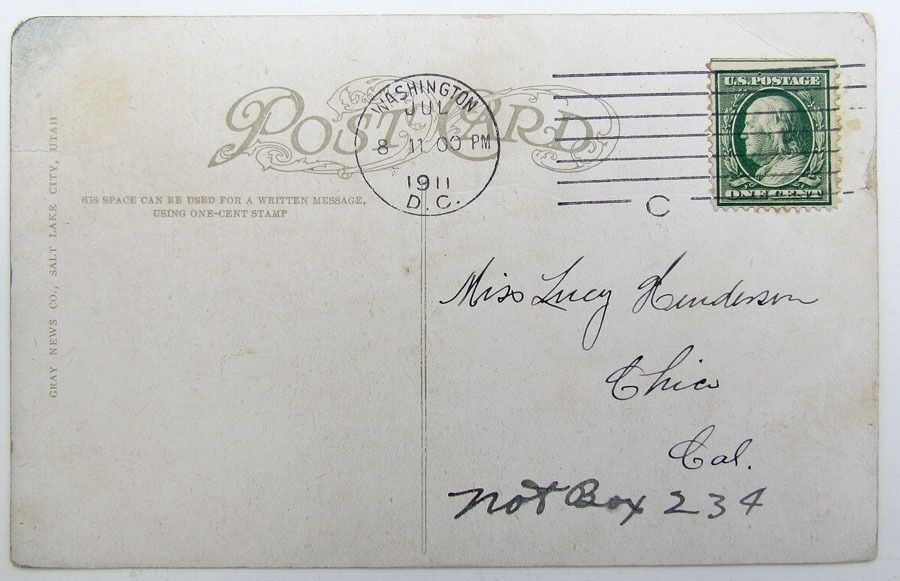 POST CARD
WASHINGTON
JUL
8 11 00 PM
1911
D.C.
C
U.S. POSTAGE
ONE CENT
HIS SPACE CAN BE USED FOR A WRITTEN MESSAGE,
USING ONE-CENT STAMP
GRAY NEWS CO., SALT LAKE CITY, UTAH
Miss Lucy Henderson
Chico
Cal.
not Box 234